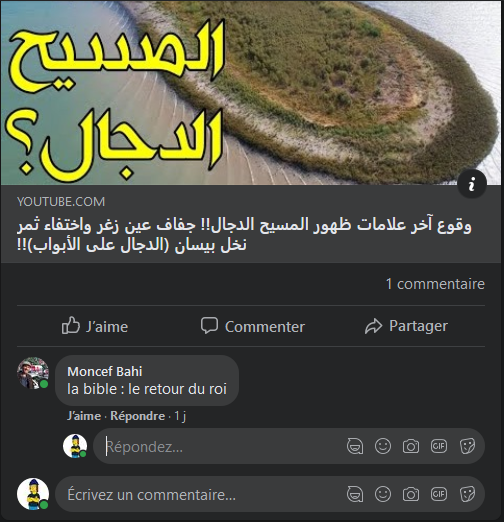 المسيح
الدجال؟
YOUTUBE.COM
وقوع آخر علامات ظهور المسيح الدجال!! جفاف عين زغر واختفاء ثمر
نخل بيسان (الدجال على الأبواب)!!
1 commentaire
J’aime
Commenter
Partager
Moncef Bahi
la bible : le retour du roi
J’aime · Répondre · 1 j
Répondez...
GIF
Écrivez un commentaire...
GIF